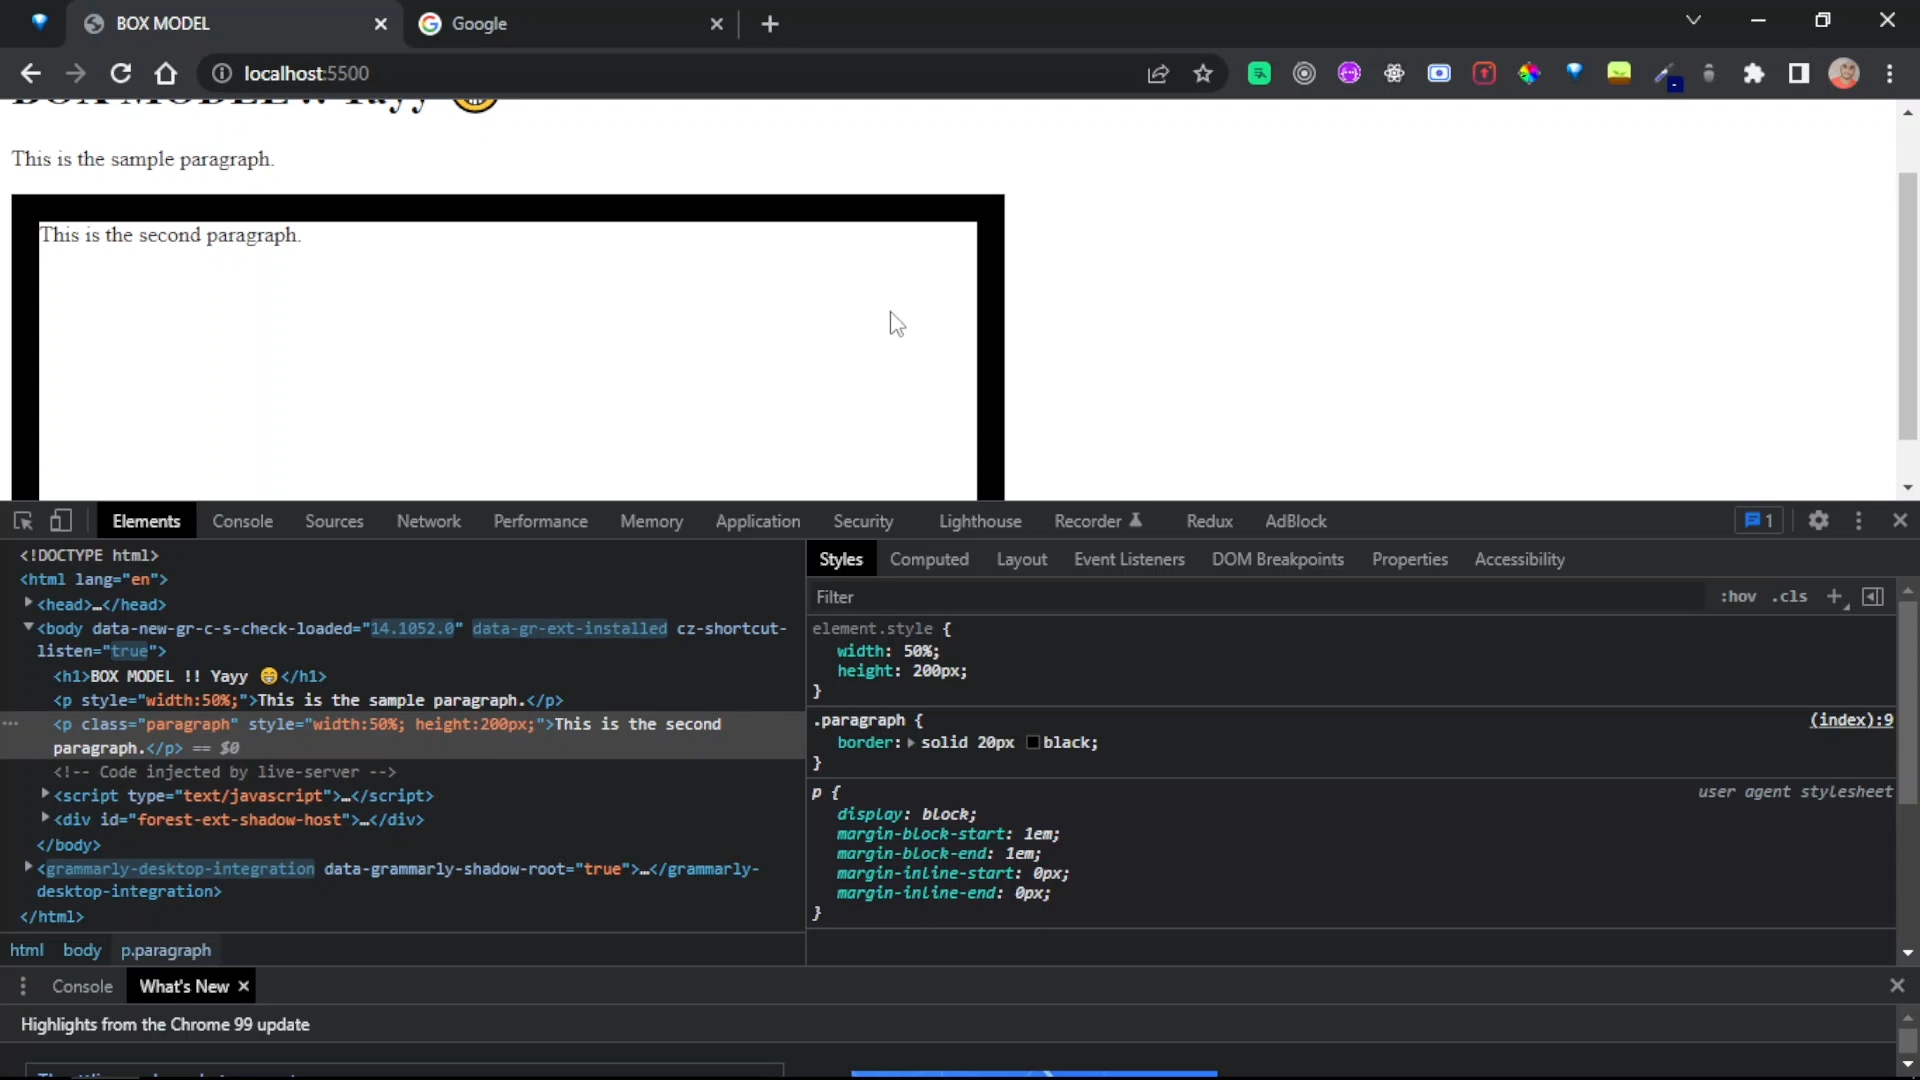 BOX MODEL
Google
localhost:5500
BOX MODEL !! Yayy 😁
This is the sample paragraph.
This is the second paragraph.
Elements Console Sources Network Performance Memory Application Security Lighthouse Recorder Redux AdBlock 1
<!DOCTYPE html>
<html lang="en">
<head>…</head>
<body data-new-gr-c-s-check-loaded="14.1052.0" data-gr-ext-installed cz-shortcut-
listen="true">
<h1>BOX MODEL !! Yayy 😁</h1>
<p style="width:50%;">This is the sample paragraph.</p>
<p class="paragraph" style="width:50%; height:200px;">This is the second
paragraph.</p> == $0
<!-- Code injected by live-server -->
<script type="text/javascript">…</script>
<div id="forest-ext-shadow-host">…</div>
</body>
<grammarly-desktop-integration data-grammarly-shadow-root="true">…</grammarly-
desktop-integration>
</html>
html body p.paragraph
Styles Computed Layout Event Listeners DOM Breakpoints Properties Accessibility
Filter :hov .cls
element.style {
width: 50%;
height: 200px;
}
.paragraph { (index):9
border: solid 20px black;
}
p { user agent stylesheet
display: block;
margin-block-start: 1em;
margin-block-end: 1em;
margin-inline-start: 0px;
margin-inline-end: 0px;
}
Console What's New
Highlights from the Chrome 99 update